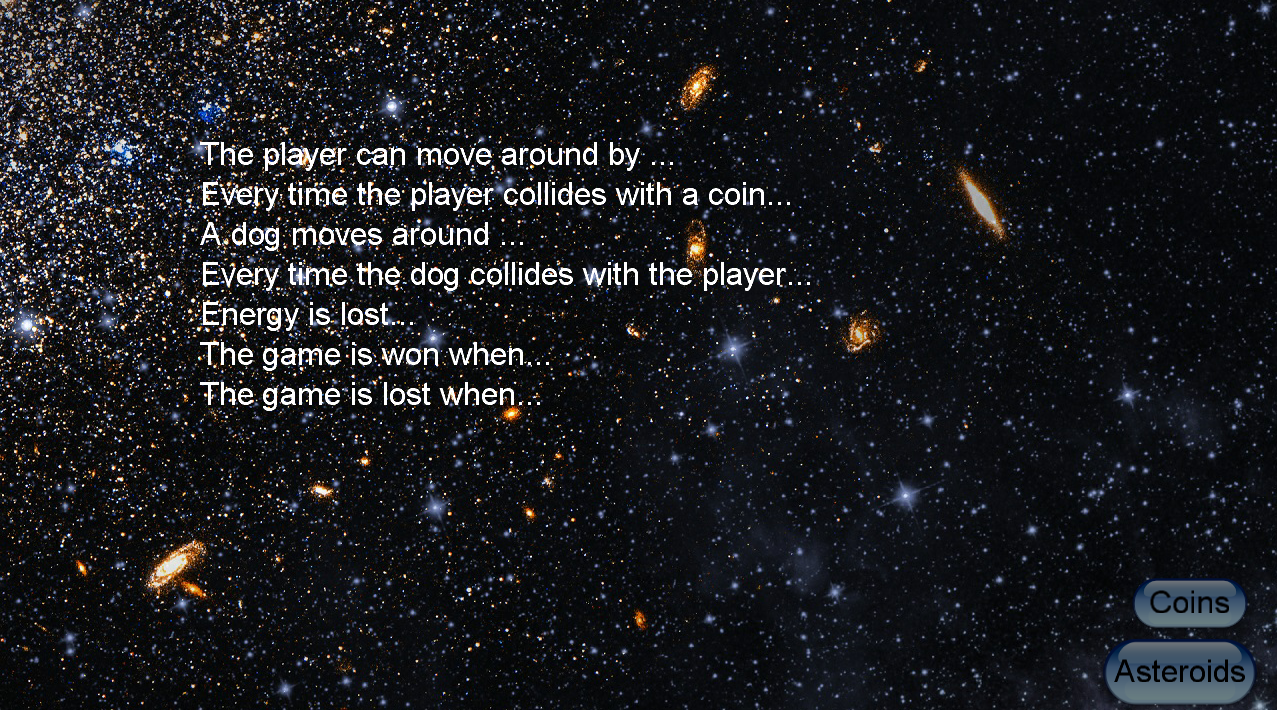 The player can move around by ...
Every time the player collides with a coin...
A dog moves around ...
Every time the dog collides with the player...
Energy is lost...
The game is won when...
The game is lost when...
Coins
Asteroids